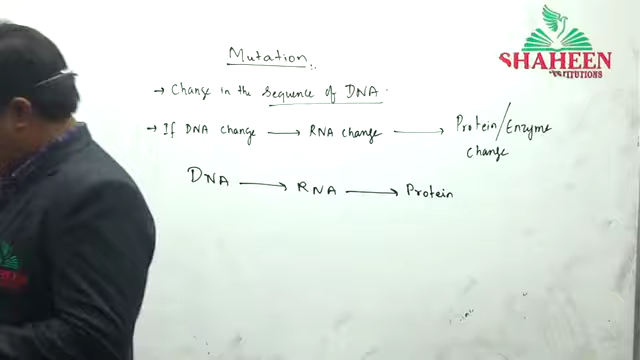 Mutation :.
→ Change in the Sequence of DNA.
→ If DNA change → RNA change → Protein/Enzyme
change
DNA → RNA → Protein
SHAHEEN
INSTITUTIONS